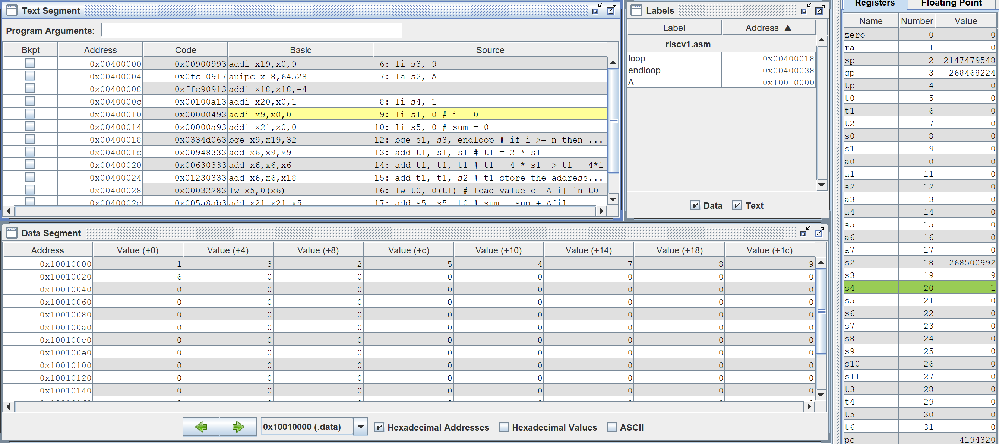 Text Segment
Program Arguments:
Bkpt Address Code Basic Source
0x00400000 0x00900993 addi x19,x0,9 6: li s3, 9
0x00400004 0x0fc10917 auipc x18,64528 7: la s2, A
0x00400008 0xffc90913 addi x18,x18,-4
0x0040000c 0x00100a13 addi x20,x0,1 8: li s4, 1
0x00400010 0x00000493 addi x9,x0,0 9: li s1, 0 # i = 0
0x00400014 0x00000a93 addi x21,x0,0 10: li s5, 0 # sum = 0
0x00400018 0x0334d063 bge x9,x19,32 12: bge s1, s3, endloop # if i >= n then ...
0x0040001c 0x00948333 add x6,x9,x9 13: add t1, s1, s1 # t1 = 2 * s1
0x00400020 0x00630333 add x6,x6,x6 14: add t1, t1, t1 # t1 = 4 * s1 => t1 = 4*i
0x00400024 0x01230333 add x6,x6,x18 15: add t1, t1, s2 # t1 store the address...
0x00400028 0x00032283 lw x5,0(x6) 16: lw t0, 0(t1) # load value of A[i] in t0
0x0040002c 0x005a8ab3 add x21,x21,x5 17: add s5, s5, t0 # sum = sum + A[i]
Labels
Label Address ▲
riscv1.asm
loop 0x00400018
endloop 0x00400038
A 0x10010000
Data Text
Data Segment
Address Value (+0) Value (+4) Value (+8) Value (+c) Value (+10) Value (+14) Value (+18) Value (+1c)
0x10010000 1 3 2 5 4 7 8 9
0x10010020 6 0 0 0 0 0 0 0
0x10010040 0 0 0 0 0 0 0 0
0x10010060 0 0 0 0 0 0 0 0
0x10010080 0 0 0 0 0 0 0 0
0x100100a0 0 0 0 0 0 0 0 0
0x100100c0 0 0 0 0 0 0 0 0
0x100100e0 0 0 0 0 0 0 0 0
0x10010100 0 0 0 0 0 0 0 0
0x10010120 0 0 0 0 0 0 0 0
0x10010140 0 0 0 0 0 0 0 0
0x10010000 (.data) Hexadecimal Addresses Hexadecimal Values ASCII
Registers Floating Point
Name Number Value
zero 0 0
ra 1 0
sp 2 2147479548
gp 3 268468224
tp 4 0
t0 5 0
t1 6 0
t2 7 0
s0 8 0
s1 9 0
a0 10 0
a1 11 0
a2 12 0
a3 13 0
a4 14 0
a5 15 0
a6 16 0
a7 17 0
s2 18 268500992
s3 19 9
s4 20 1
s5 21 0
s6 22 0
s7 23 0
s8 24 0
s9 25 0
s10 26 0
s11 27 0
t3 28 0
t4 29 0
t5 30 0
t6 31 0
pc 4194320